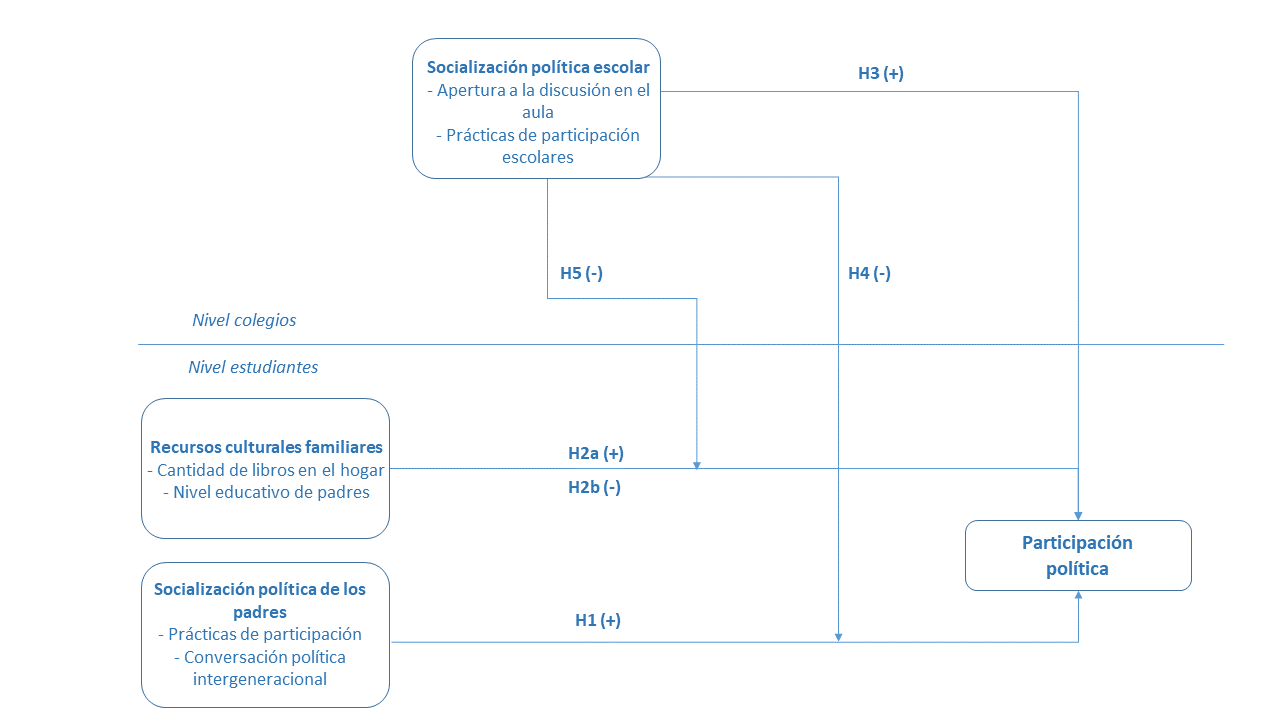 Socialización política escolar
- Apertura a la discusión en el
aula
- Prácticas de participación
escolares
H3 (+)
H5 (-)
H4 (-)
Nivel colegios
Nivel estudiantes
Recursos culturales familiares
- Cantidad de libros en el hogar
- Nivel educativo de padres
H2a (+)
H2b (-)
Participación
política
Socialización política de los
padres
- Prácticas de participación
- Conversación política
intergeneracional
H1 (+)